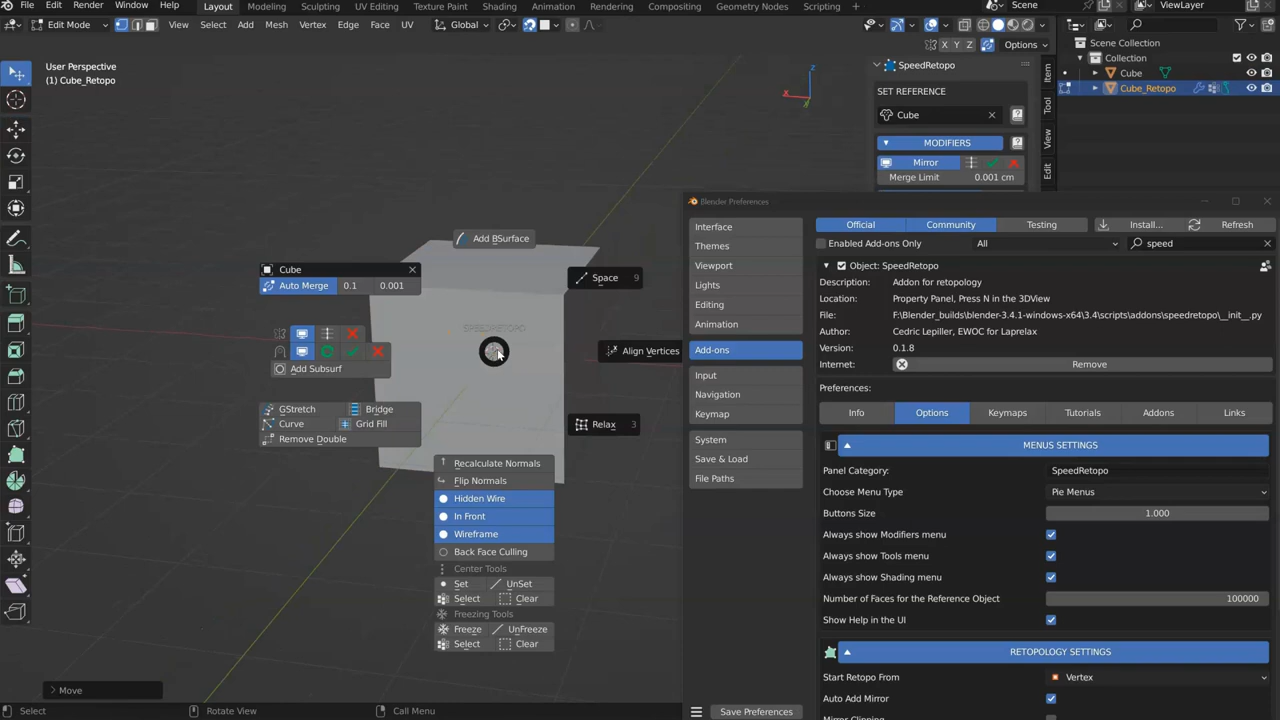 File Edit Render Window Help Layout Modeling Sculpting UV Editing Texture Paint Shading Animation Rendering Compositing Geometry Nodes Scripting Scene ViewLayer
Edit Mode View Select Add Mesh Vertex Edge Face UV Global
X Y Z Options
Scene Collection
Collection
Cube
Cube_Retopo
User Perspective
(1) Cube_Retopo
SpeedRetopo
SET REFERENCE
Cube
MODIFIERS
Mirror
Merge Limit 0.001 cm
Item
Tool
View
Edit
Add BSurface
Cube
Auto Merge 0.1 0.001
Space 9
SPEEDRETOPO
Align Vertices
Add Subsurf
GStretch Bridge
Curve Grid Fill
Remove Double
Relax 3
Recalculate Normals
Flip Normals
Hidden Wire
In Front
Wireframe
Back Face Culling
Center Tools
Set UnSet
Select Clear
Freezing Tools
Freeze UnFreeze
Select Clear
Move
Select Rotate View Call Menu
Blender Preferences
Interface
Themes
Viewport
Lights
Editing
Animation
Add-ons
Input
Navigation
Keymap
System
Save & Load
File Paths
Save Preferences
Official Community Testing Install... Refresh
Enabled Add-ons Only All speed
Object: SpeedRetopo
Description: Addon for retopology
Location: Property Panel, Press N in the 3DView
File: F:\Blender_builds\blender-3.4.1-windows-x64\3.4\scripts\addons\speedretopo\__init__.py
Author: Cedric Lepiller, EWOC for Laprelax
Version: 0.1.8
Internet: Remove
Preferences:
Info Options Keymaps Tutorials Addons Links
MENUS SETTINGS
Panel Category: SpeedRetopo
Choose Menu Type Pie Menus
Buttons Size 1.000
Always show Modifiers menu
Always show Tools menu
Always show Shading menu
Number of Faces for the Reference Object 100000
Show Help in the UI
RETOPOLOGY SETTINGS
Start Retopo From Vertex
Auto Add Mirror
Mirror Clipping